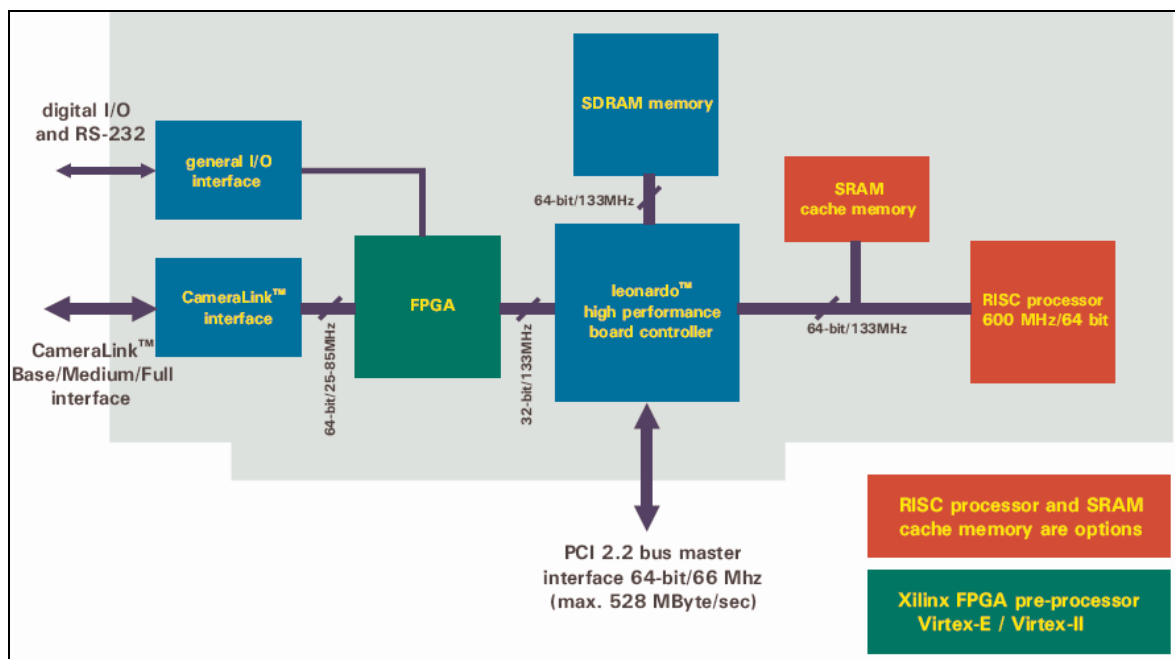 digital I/O
and RS-232
general I/O
interface
SDRAM memory
64-bit/133MHz
SRAM
cache memory
CameraLink™
interface
FPGA
leonardo™
high performance
board controller
RISC processor
600 MHz/64 bit
64-bit/133MHz
64-bit/25-85MHz
32-bit/133MHz
CameraLink™
Base/Medium/Full
interface
PCI 2.2 bus master
interface 64-bit/66 Mhz
(max. 528 MByte/sec)
RISC processor and SRAM
cache memory are options
Xilinx FPGA pre-processor
Virtex-E / Virtex-II